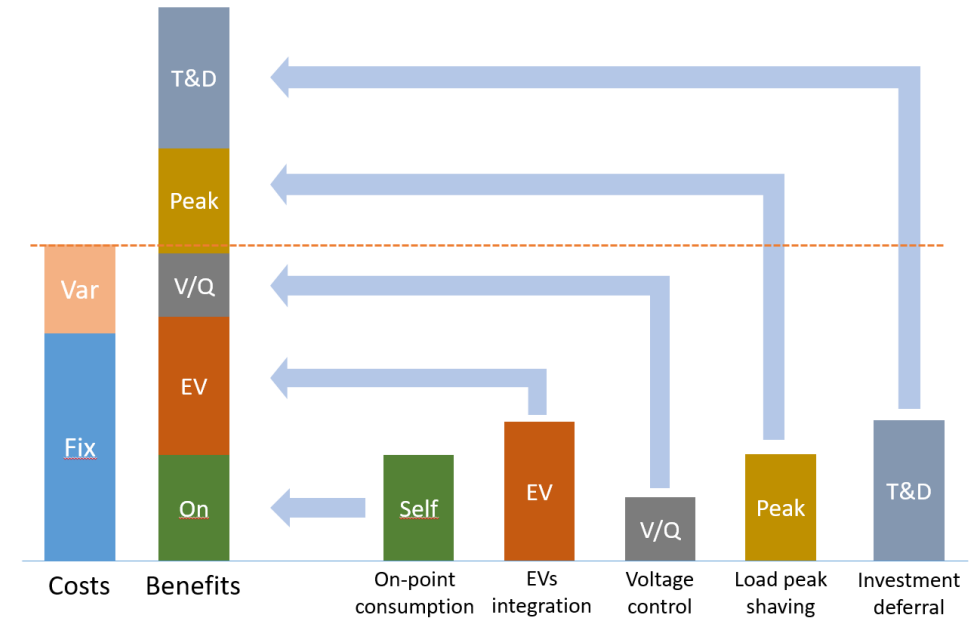 T&D
Peak
V/Q
EV
On
Var
Fix
Self
EV
V/Q
Peak
T&D
Costs
Benefits
On-point
consumption
EVs
integration
Voltage
control
Load peak
shaving
Investment
deferral